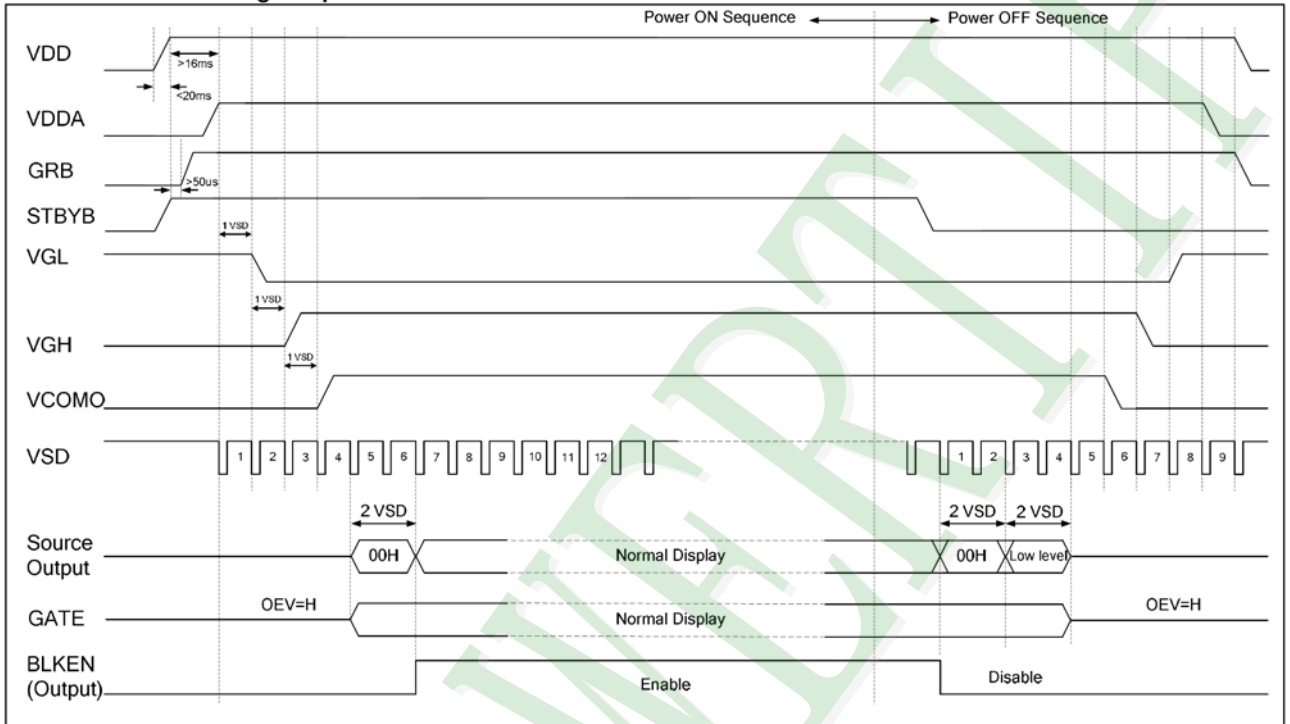 Power ON Sequence
Power OFF Sequence
VDD
>16ms
<20ms
VDDA
GRB
>50us
STBYB
1 VSD
VGL
1 VSD
VGH
1 VSD
VCOMO
VSD
1 2 3 4 5 6 7 8 9 10 11 12 1 2 3 4 5 6 7 8 9
2 VSD 2 VSD 2 VSD
Source
Output
00H Normal Display 00H Low level
OEV=H OEV=H
GATE Normal Display
BLKEN
(Output)
Enable Disable